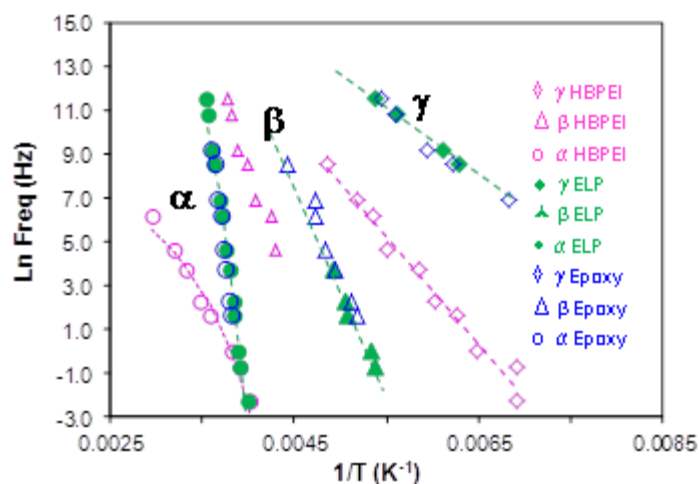 15.0
13.0
11.0
9.0
7.0
5.0
3.0
1.0
-1.0
-3.0
Ln Freq (Hz)
α
β
γ
γ HBPEI
β HBPEI
α HBPEI
γ ELP
β ELP
α ELP
γ Epoxy
β Epoxy
α Epoxy
0.0025 0.0045 0.0065 0.0085
1/T (K⁻¹)